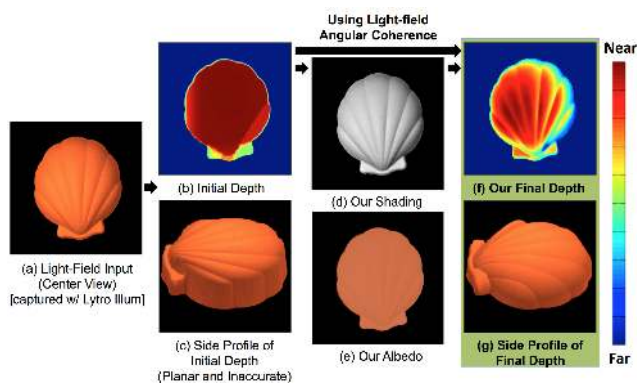 Using Light-field
Angular Coherence
Near
(b) Initial Depth
(d) Our Shading
(f) Our Final Depth
(a) Light-Field Input
(Center View)
[captured w/ Lytro Illum]
(c) Side Profile of
Initial Depth
(Planar and Inaccurate)
(e) Our Albedo
(g) Side Profile of
Final Depth
Far